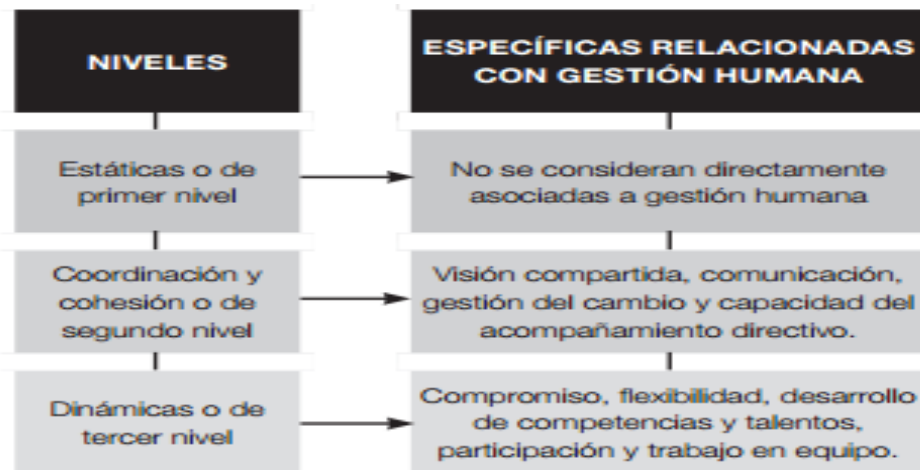 NIVELES
ESPECÍFICAS RELACIONADAS
CON GESTIÓN HUMANA
Estáticas o de
primer nivel
No se consideran directamente
asociadas a gestión humana
Coordinación y
cohesión o de
segundo nivel
Visión compartida, comunicación,
gestión del cambio y capacidad del
acompañamiento directivo.
Dinámicas o de
tercer nivel
Compromiso, flexibilidad, desarrollo
de competencias y talentos,
participación y trabajo en equipo.